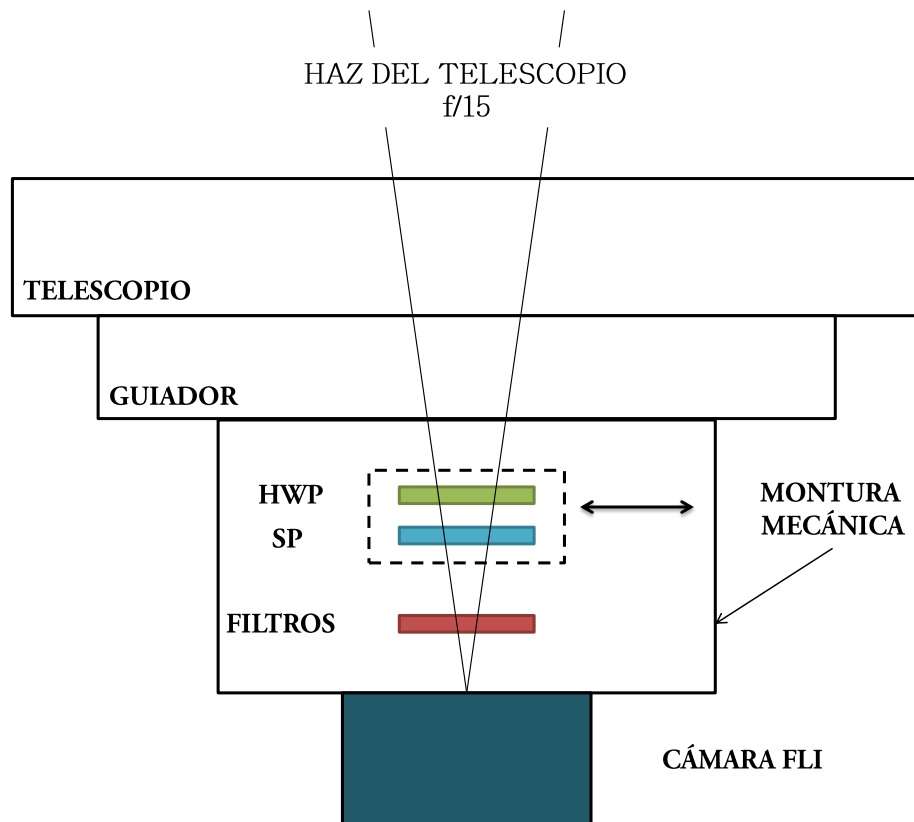 HAZ DEL TELESCOPIO
f/15
TELESCOPIO
GUIADOR
HWP
SP
MONTURA
MECÁNICA
FILTROS
CÁMARA FLI